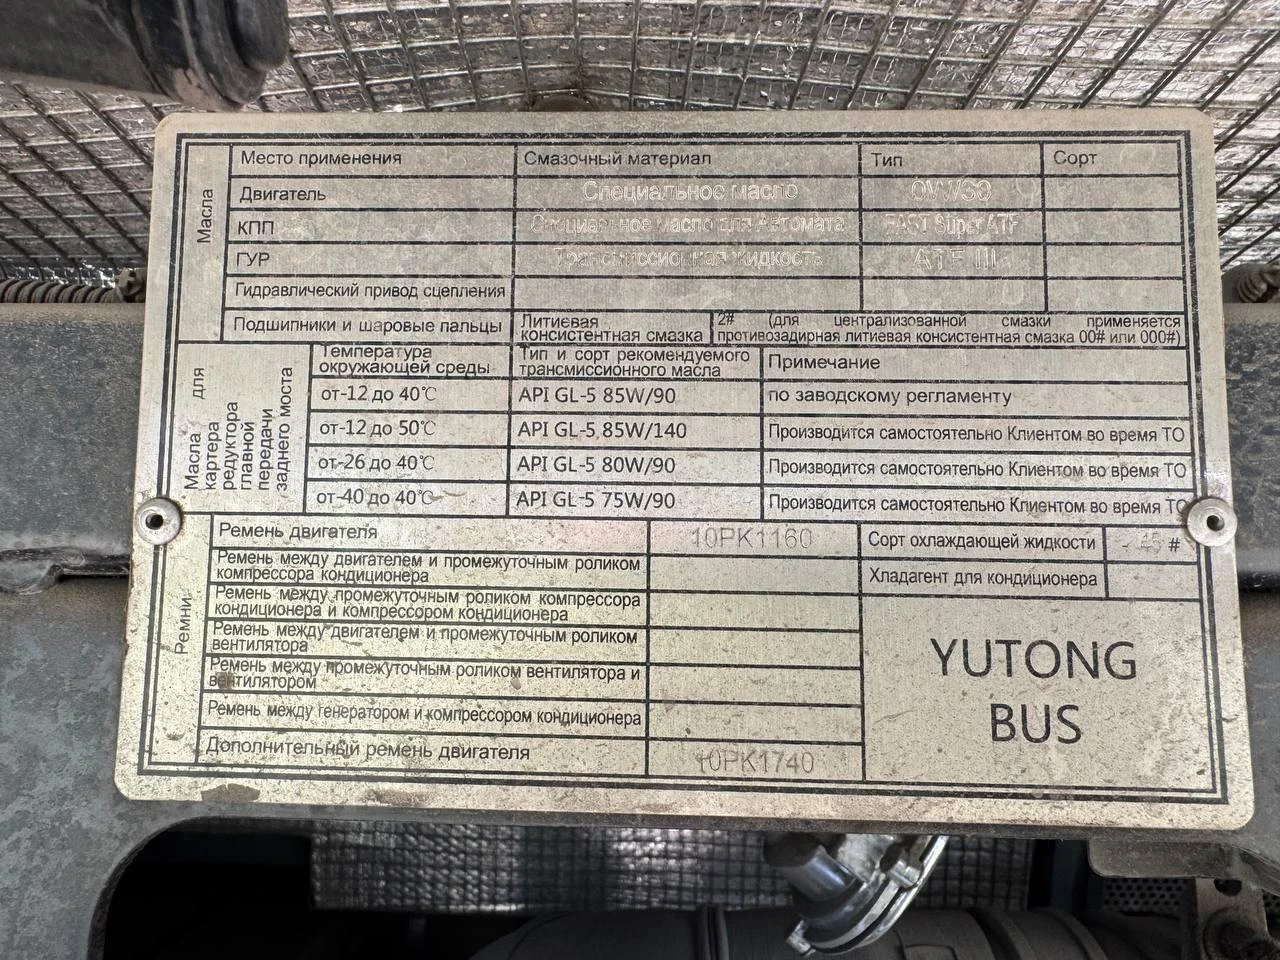 Масла
Место применения
Смазочный материал
Тип
Сорт
Двигатель
Специальное масло
КПП
Специальное масло для Автомата
FAST Super ATF
ГУР
Трансмиссионная жидкость
ATF III
Гидравлический привод сцепления
Подшипники и шаровые пальцы
Литиевая
консистентная смазка
2# (для централизованной смазки применяется
противозадирная литиевая консистентная смазка 00# или 000#)
Масла для
картера
редуктора
главной
передачи
заднего моста
Температура
окружающей среды
Тип и сорт рекомендуемого
трансмиссионного масла
Примечание
от-12 до 40℃
API GL-5 85W/90
по заводскому регламенту
от-12 до 50℃
API GL-5 85W/140
Производится самостоятельно Клиентом во время ТО
от-26 до 40℃
API GL-5 80W/90
Производится самостоятельно Клиентом во время ТО
от-40 до 40℃
API GL-5 75W/90
Производится самостоятельно Клиентом во время ТО
Ремни
Ремень двигателя
10PK1160
Ремень между двигателем и промежуточным роликом
компрессора кондиционера
Ремень между промежуточным роликом компрессора
кондиционера и компрессором кондиционера
Ремень между двигателем и промежуточным роликом
вентилятора
Ремень между промежуточным роликом вентилятора и
вентилятором
Ремень между генератором и компрессором кондиционера
Дополнительный ремень двигателя
10PK1740
Сорт охлаждающей жидкости
- 45 #
Хладагент для кондиционера
YUTONG
BUS